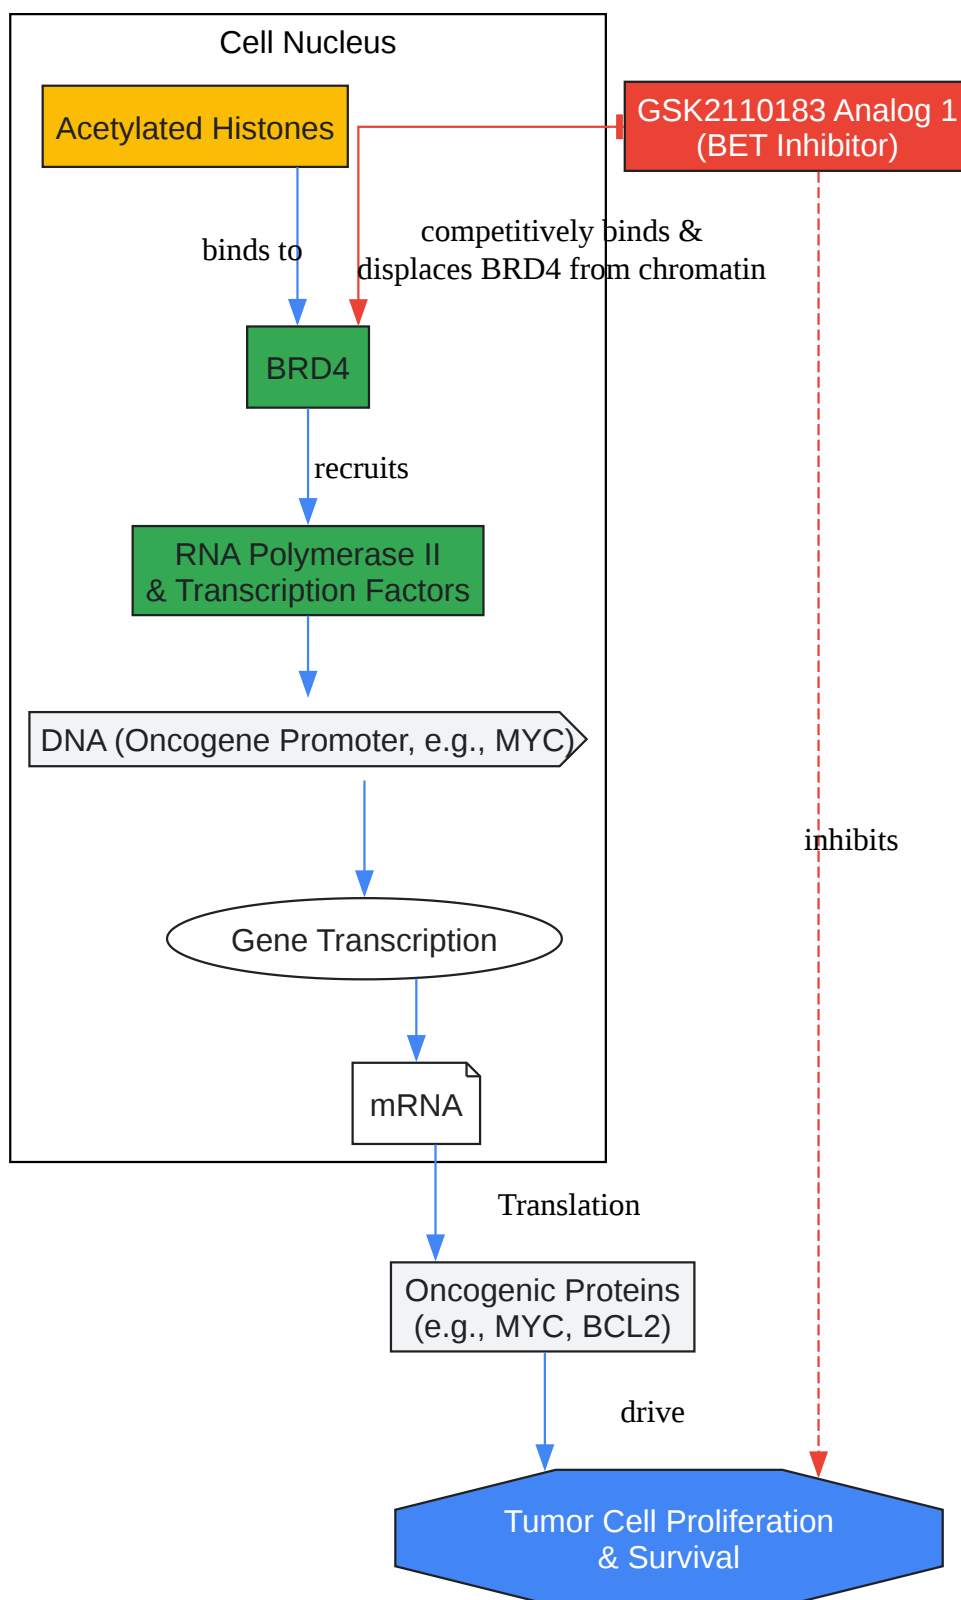 Cell Nucleus
Acetylated Histones
GSK2110183 Analog 1
(BET Inhibitor)
binds to
competitively binds &
displaces BRD4 from chromatin
BRD4
recruits
RNA Polymerase II
& Transcription Factors
DNA (Oncogene Promoter, e.g., MYC)
inhibits
Gene Transcription
mRNA
Translation
Oncogenic Proteins
(e.g., MYC, BCL2)
drive
Tumor Cell Proliferation
& Survival